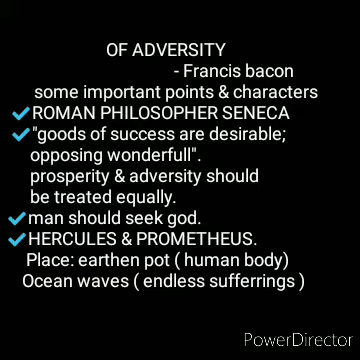 OF ADVERSITY
- Francis bacon
some important points & characters
ROMAN PHILOSOPHER SENECA
"goods of success are desirable;
opposing wonderfull".
prosperity & adversity should
be treated equally.
man should seek god.
HERCULES & PROMETHEUS.
Place: earthen pot ( human body)
Ocean waves ( endless sufferrings )
PowerDirector